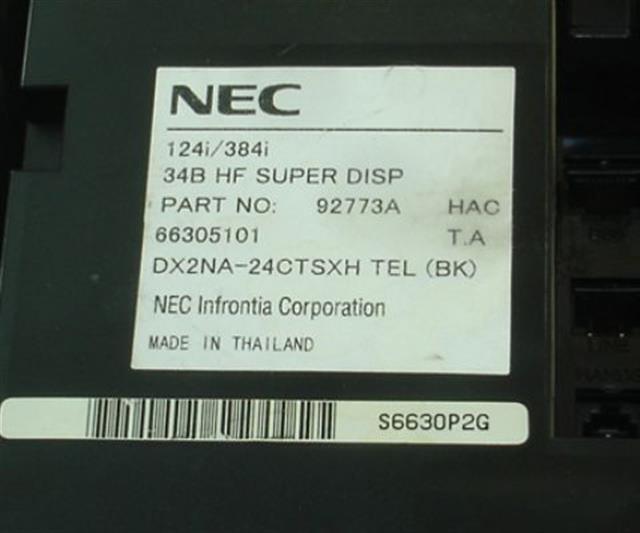 NEC
124i/384i
34B HF SUPER DISP
PART NO: 92773A HAC
66305101 T.A
DX2NA-24CTSXH TEL (BK)
NEC Infrontia Corporation
MADE IN THAILAND
S6630P2G
LINE